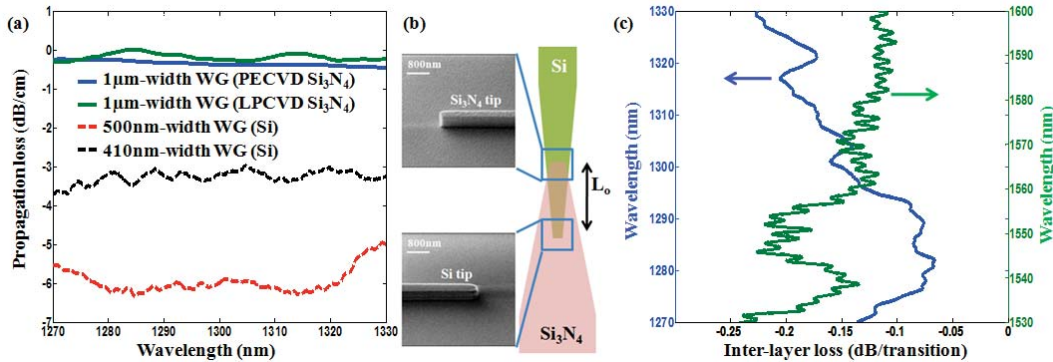 (a)
Propagation loss (dB/cm)
1
0
-1
-2
-3
-4
-5
-6
-7
1μm-width WG (PECVD Si3N4)
1μm-width WG (LPCVD Si3N4)
500nm-width WG (Si)
410nm-width WG (Si)
1270 1280 1290 1300 1310 1320 1330
Wavelength (nm)
(b)
800nm
Si3N4 tip
800nm
Si tip
Si
Lo
Si3N4
(c)
Wavelength (nm)
1330
1320
1310
1300
1290
1280
1270
1600
1590
1580
1570
1560
1550
1540
1530
Wavelength (nm)
-0.25 -0.2 -0.15 -0.1 -0.05 0
Inter-layer loss (dB/transition)